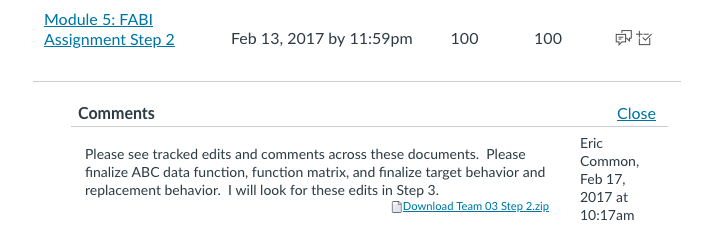 Module 5: FABI
Assignment Step 2
Feb 13, 2017 by 11:59pm
100
100
Comments
Close
Please see tracked edits and comments across these documents.  Please
finalize ABC data function, function matrix, and finalize target behavior and
replacement behavior.  I will look for these edits in Step 3.
Download Team 03 Step 2.zip
Eric
Common,
Feb 17,
2017 at
10:17am